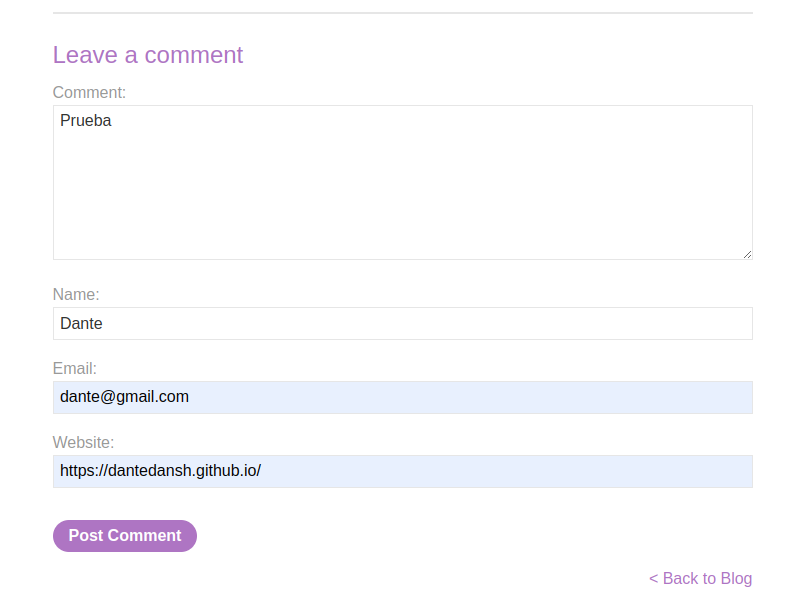 Leave a comment
Comment:
Prueba
Name:
Dante
Email:
dante@gmail.com
Website:
https://dantedansh.github.io/
Post Comment
< Back to Blog